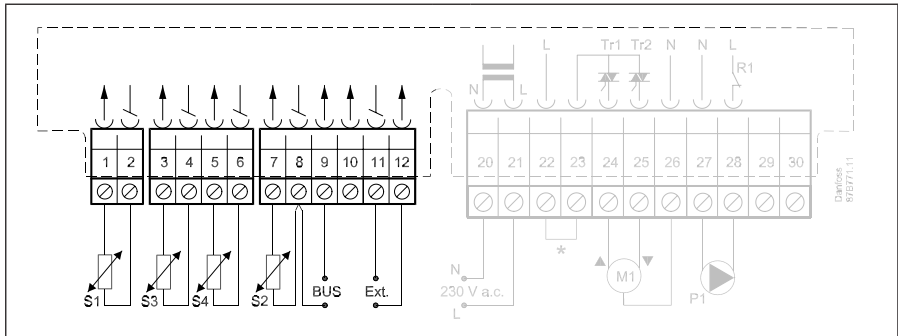 L Tr1 Tr2 N N L
R1
N L
1 2 3 4 5 6 7 8 9 10 11 12 20 21 22 23 24 25 26 27 28 29 30
Danfoss
87B771.11
S1 S3 S4 S2 BUS Ext. N
230 V a.c.
L
*
M1
P1